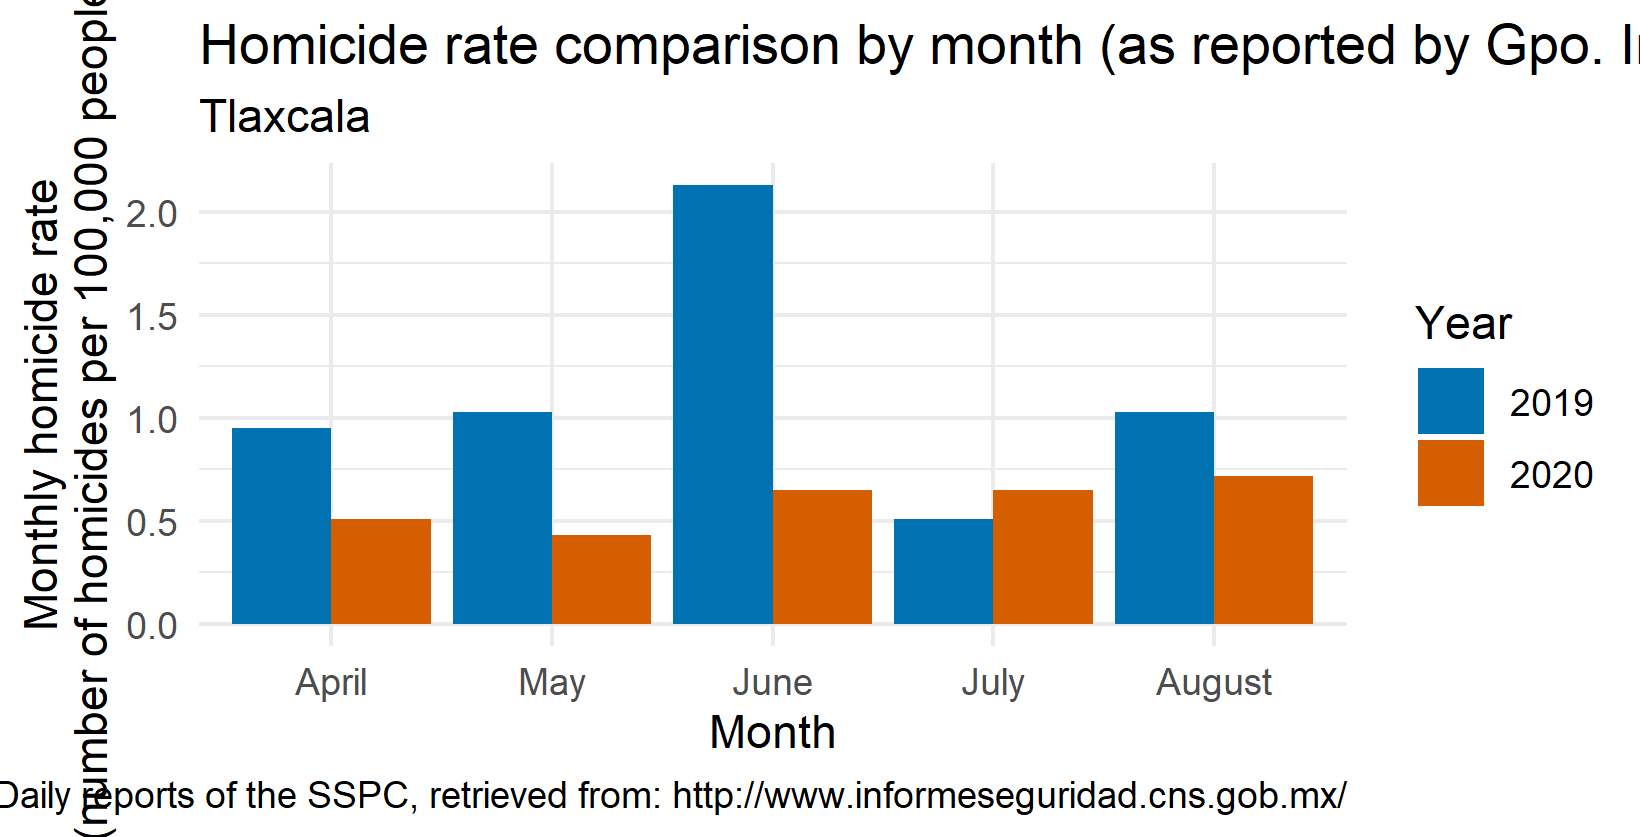 Homicide rate comparison by month (as reported by Gpo.
Tlaxcala
Monthly homicide rate
(number of homicides per 100,000 people
2.0
1.5
1.0
0.5
0.0
April
May
June
July
August
Month
Year
2019
2020
Daily reports of the SSPC, retrieved from: http://www.informeseguridad.cns.gob.mx/